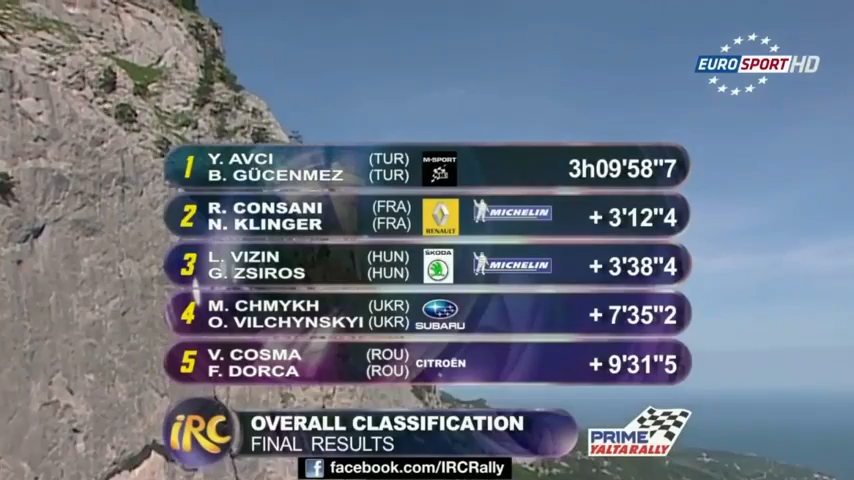 EUROSPORT HD
1 Y. AVCI (TUR) M-SPORT 3h09'58"7
B. GÜCENMEZ (TUR)
2 R. CONSANI (FRA) RENAULT MICHELIN + 3'12"4
N. KLINGER (FRA)
3 L. VIZIN (HUN) ŠKODA MICHELIN + 3'38"4
G. ZSIROS (HUN)
4 M. CHMYKH (UKR) SUBARU + 7'35"2
O. VILCHYNSKYI (UKR)
5 V. COSMA (ROU) CITROËN + 9'31"5
F. DORCA (ROU)
iRC OVERALL CLASSIFICATION
FINAL RESULTS
PRIME
YALTA RALLY
f facebook.com/IRCRally